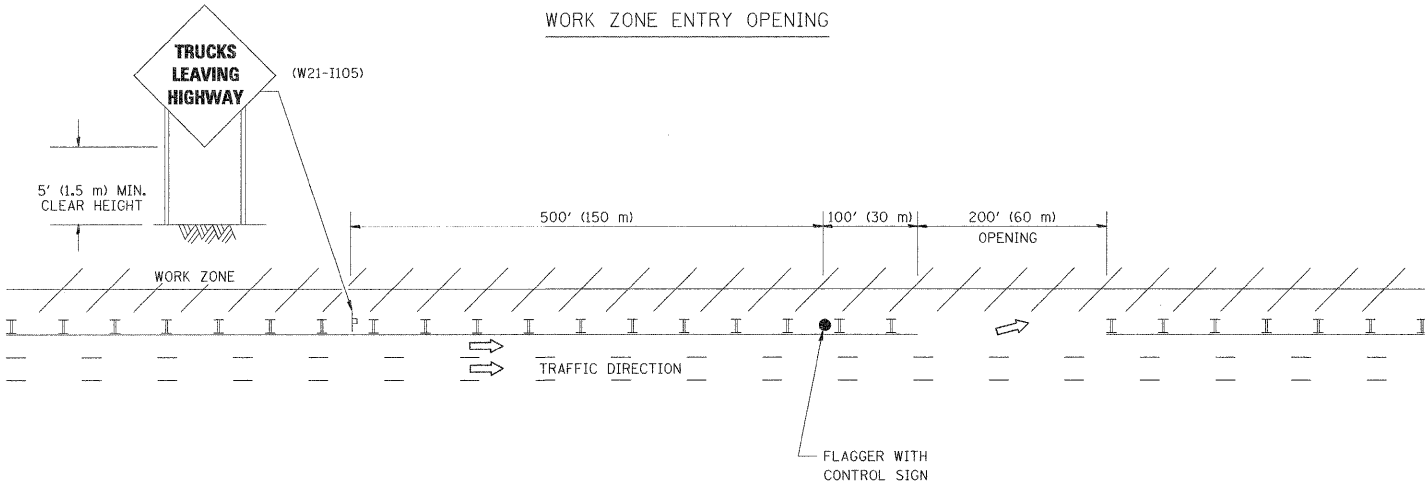 WORK ZONE ENTRY OPENING
TRUCKS
LEAVING
HIGHWAY
(W21-I105)
5' (1.5 m) MIN.
CLEAR HEIGHT
500' (150 m)
100' (30 m)
200' (60 m)
OPENING
WORK ZONE
TRAFFIC DIRECTION
FLAGGER WITH
CONTROL SIGN